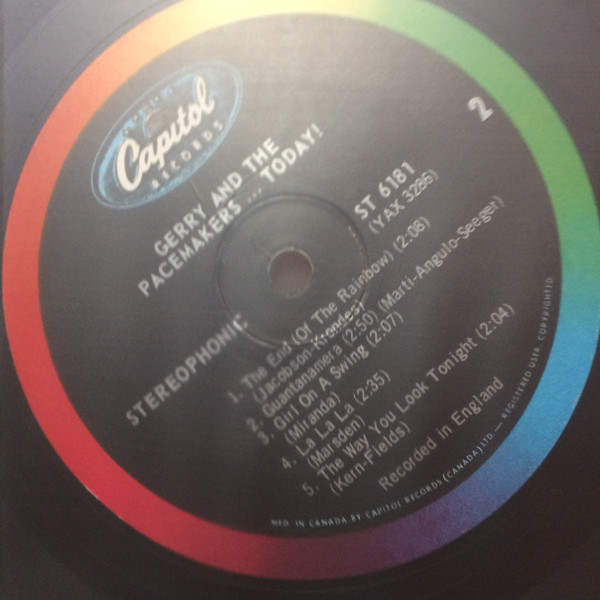 Capitol
RECORDS
GERRY AND THE
PACEMAKERS ... TODAY!
2
ST 6181
(YAX 3286)
STEREOPHONIC
1. The End (Of The Rainbow) (2:08)
(Jacobson-Krondes)
2. Guantanamera (2:50) (Marti-Angulo-Seeger)
3. Girl On A Swing (2:07)
(Miranda)
4. La La La (2:35)
(Marsden)
5. The Way You Look Tonight (2:04)
(Kern-Fields)
Recorded in England
MFD. IN CANADA BY CAPITOL RECORDS (CANADA) LTD. — REGISTERED USER. COPYRIGHTED